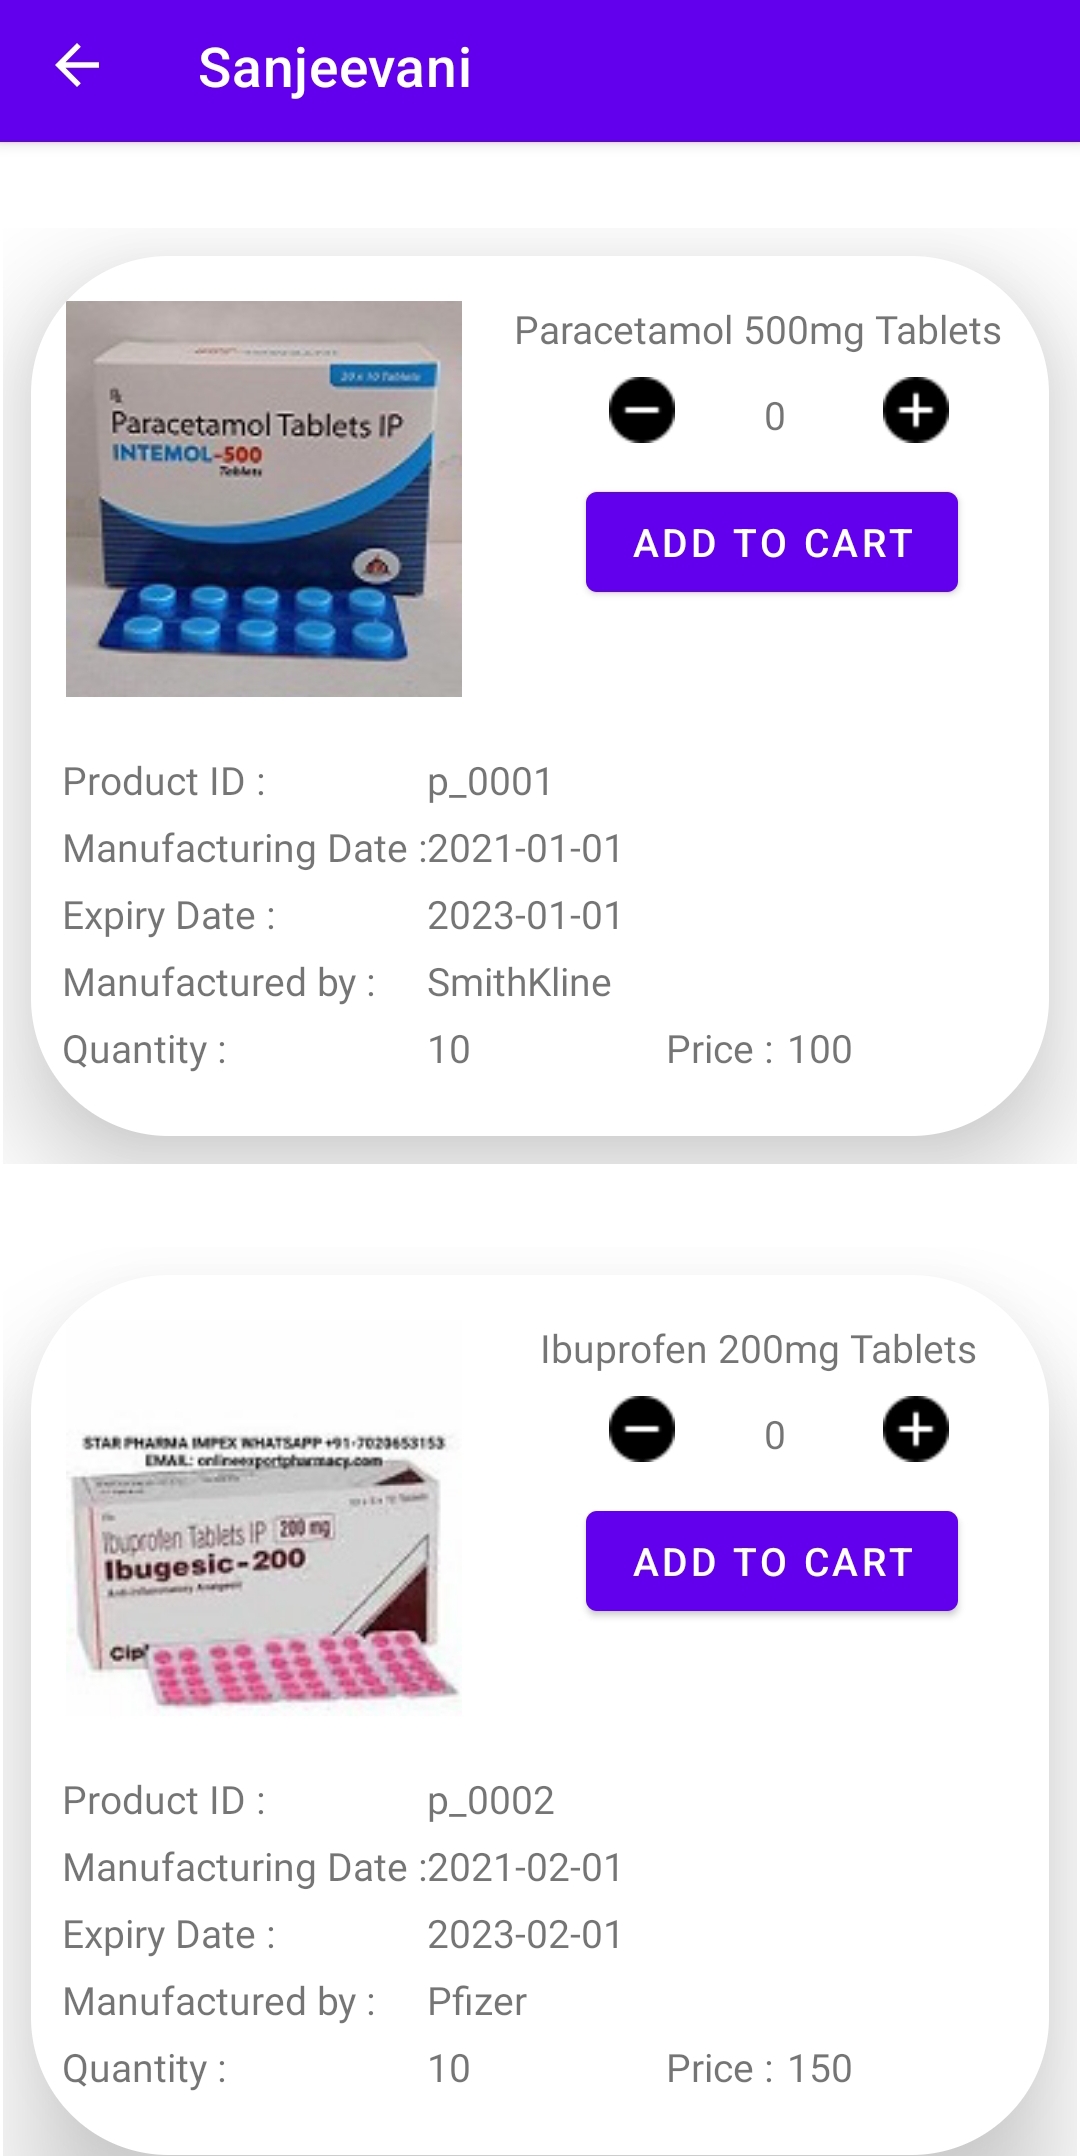 Sanjeevani
Paracetamol 500mg Tablets
0
ADD TO CART
20 x 10 Tablets
Paracetamol Tablets IP
INTEMOL-500
Tablets
Product ID : p_0001
Manufacturing Date :2021-01-01
Expiry Date : 2023-01-01
Manufactured by : SmithKline
Quantity : 10 Price : 100
Ibuprofen 200mg Tablets
0
ADD TO CART
STAR PHARMA IMPEX WHATSAPP +91-7020653153
EMAIL: onlineexportpharmacy.com
Ibuprofen Tablets IP 200 mg
Ibugesic-200
Cipl
Product ID : p_0002
Manufacturing Date :2021-02-01
Expiry Date : 2023-02-01
Manufactured by : Pfizer
Quantity : 10 Price : 150